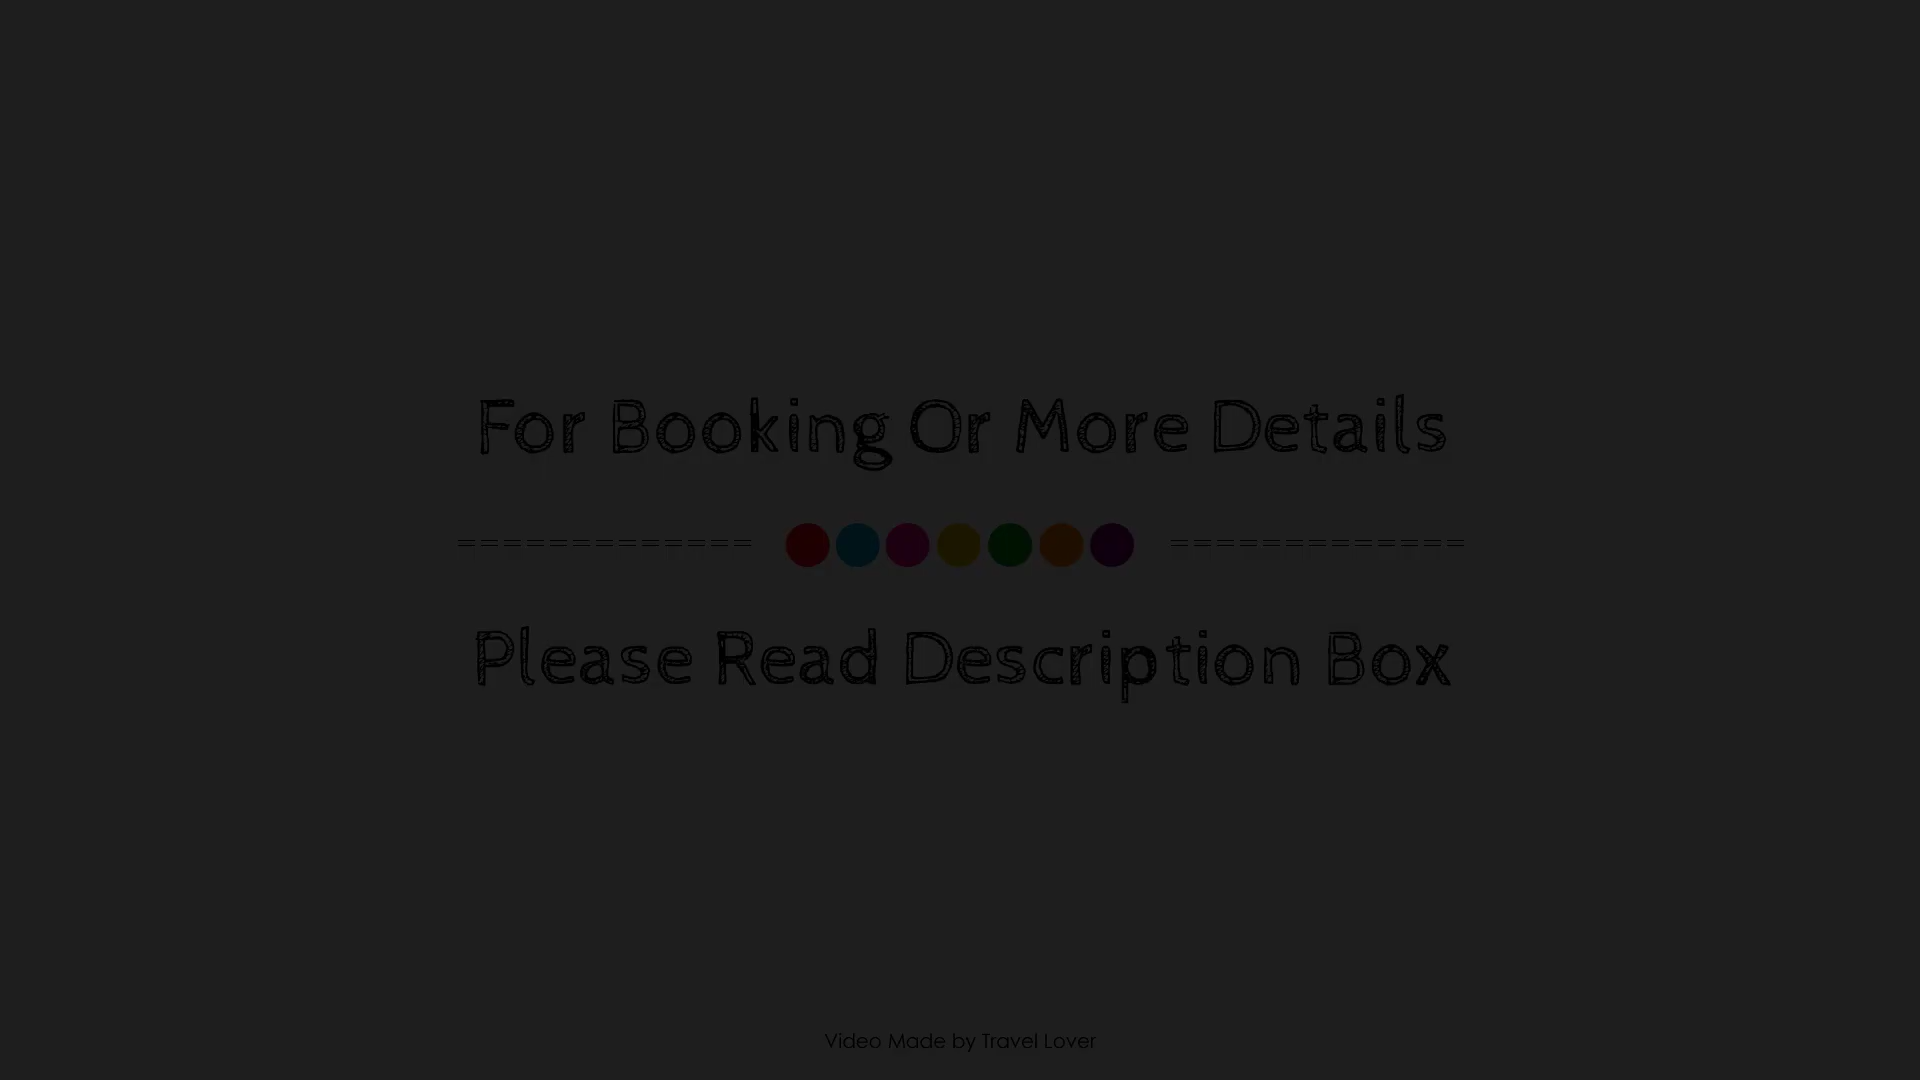 For Booking Or More Details
============= =============
Please Read Description Box
Video Made by Travel Lover